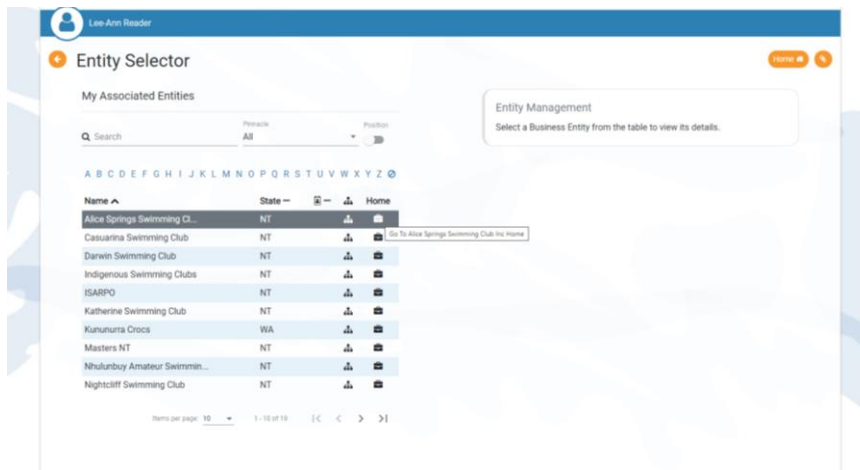 Lee-Ann Reader
Entity Selector
Home
My Associated Entities
Entity Management
Select a Business Entity from the table to view its details.
Search
Pinnacle
All
Position
A B C D E F G H I J K L M N O P Q R S T U V W X Y Z
Name State Home
Alice Springs Swimming Cl... NT
Go To Alice Springs Swimming Club Inc Home
Casuarina Swimming Club NT
Darwin Swimming Club NT
Indigenous Swimming Clubs NT
ISARPO NT
Katherine Swimming Club NT
Kununurra Crocs WA
Masters NT NT
Nhulunbuy Amateur Swimmin... NT
Nightcliff Swimming Club NT
Items per page: 10 1 - 10 of 19